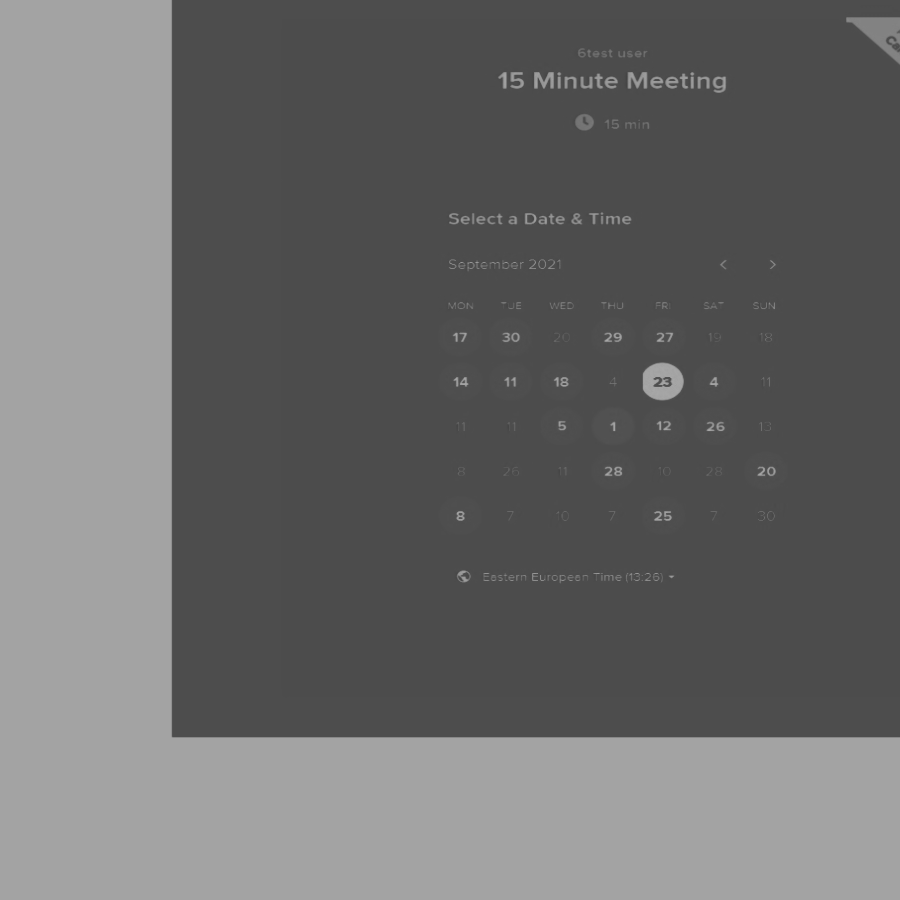 6test user
15 Minute Meeting
15 min
Select a Date & Time
September 2021
MON TUE WED THU FRI SAT SUN
17 30 20 29 27 19 18
14 11 18 4 23 4 11
11 11 5 1 12 26 13
8 26 11 28 10 28 20
8 7 10 7 25 7 30
Eastern European Time (13:26)